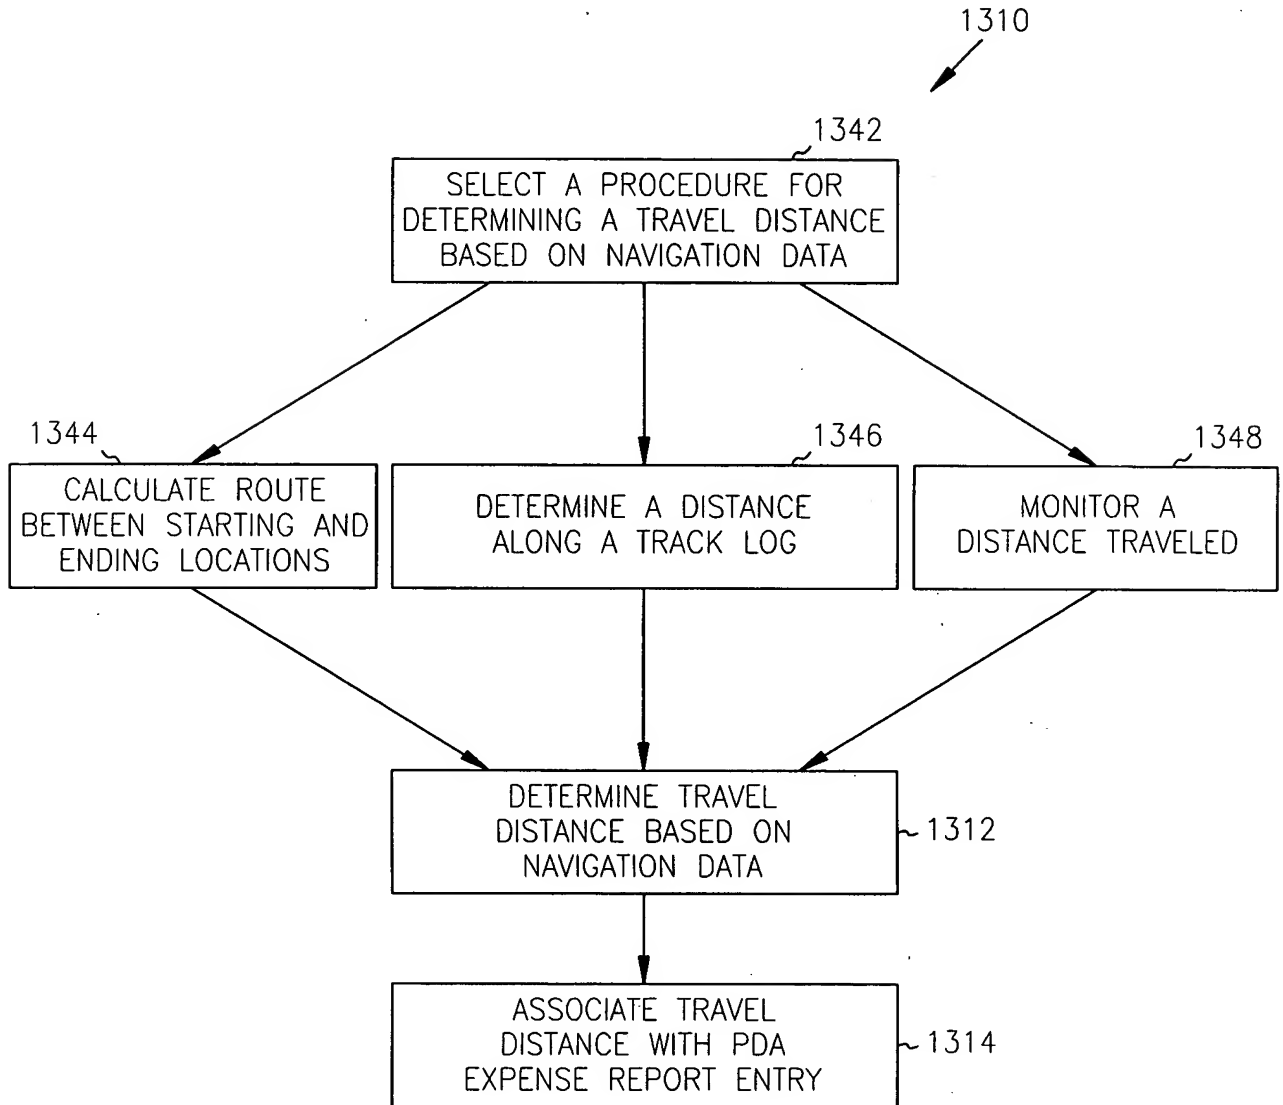 1310
1342
SELECT A PROCEDURE FOR
DETERMINING A TRAVEL DISTANCE
BASED ON NAVIGATION DATA
1344
CALCULATE ROUTE
BETWEEN STARTING AND
ENDING LOCATIONS
1346
DETERMINE A DISTANCE
ALONG A TRACK LOG
1348
MONITOR A
DISTANCE TRAVELED
DETERMINE TRAVEL
DISTANCE BASED ON
NAVIGATION DATA
1312
ASSOCIATE TRAVEL
DISTANCE WITH PDA
EXPENSE REPORT ENTRY
1314